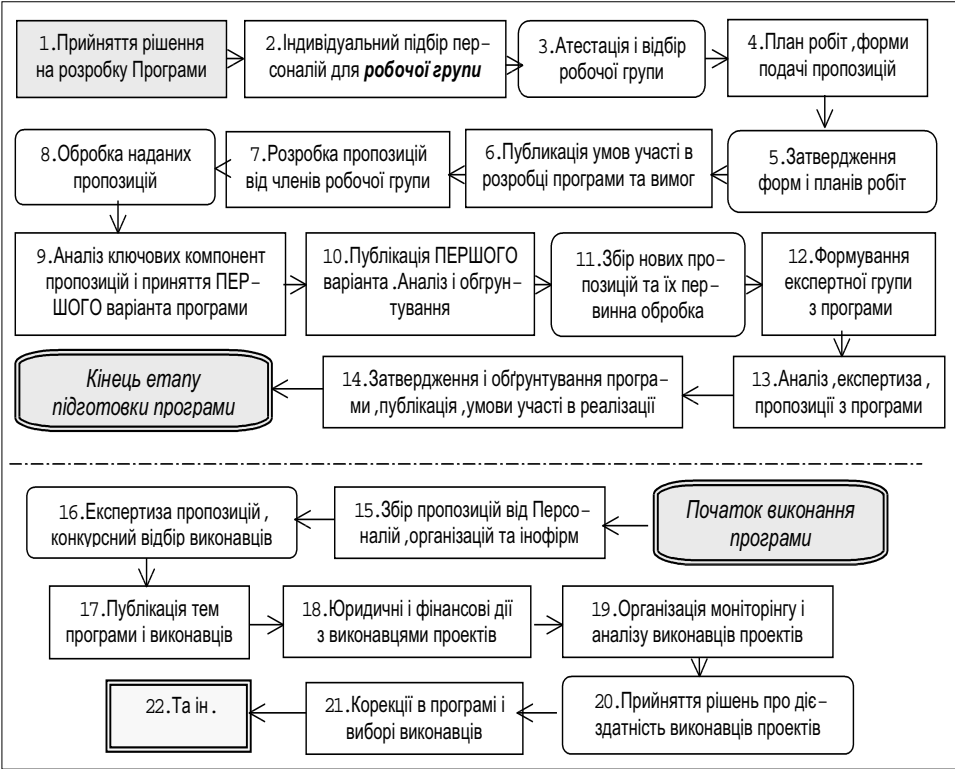 1.Прийняття рішення
на розробку Програми
2.Індивідуальний підбір пер-
соналій для робочої групи
3.Атестація і відбір
робочої групи
4.План робіт ,форми
подачі пропозицій
8.Обробка наданих
пропозицій
7.Розробка пропозицій
від членів робочої групи
6.Публикація умов участі в
розробці програми та вимог
5.Затвердження
форм і планів робіт
9.Аналіз ключових компонент
пропозицій і приняття ПЕР-
ШОГО варіанта програми
10.Публікація ПЕРШОГО
варіанта .Аналіз і обгрун-
тування
11.Збір нових про-
позицій та їх пер-
винна обробка
12.Формування
експертної групи
з програми
Кінець етапу
підготовки програми
14.Затвердження і обґрунтування програ-
ми ,публікація ,умови участі в реалізації
13.Аналіз ,експертиза ,
пропозиції з програми
16.Експертиза пропозицій ,
конкурсний відбір виконавців
15.Збір пропозицій від Персо-
налій ,організацій та інофірм
Початок виконання
програми
17.Публікація тем
програми і виконавців
18.Юридичні і фінансові дії
з виконавцями проектів
19.Організація моніторінгу і
аналізу виконавців проектів
22.Та ін .
21.Корекції в програмі і
виборі виконавців
20.Прийняття рішень про діє-
здатність виконавців проектів